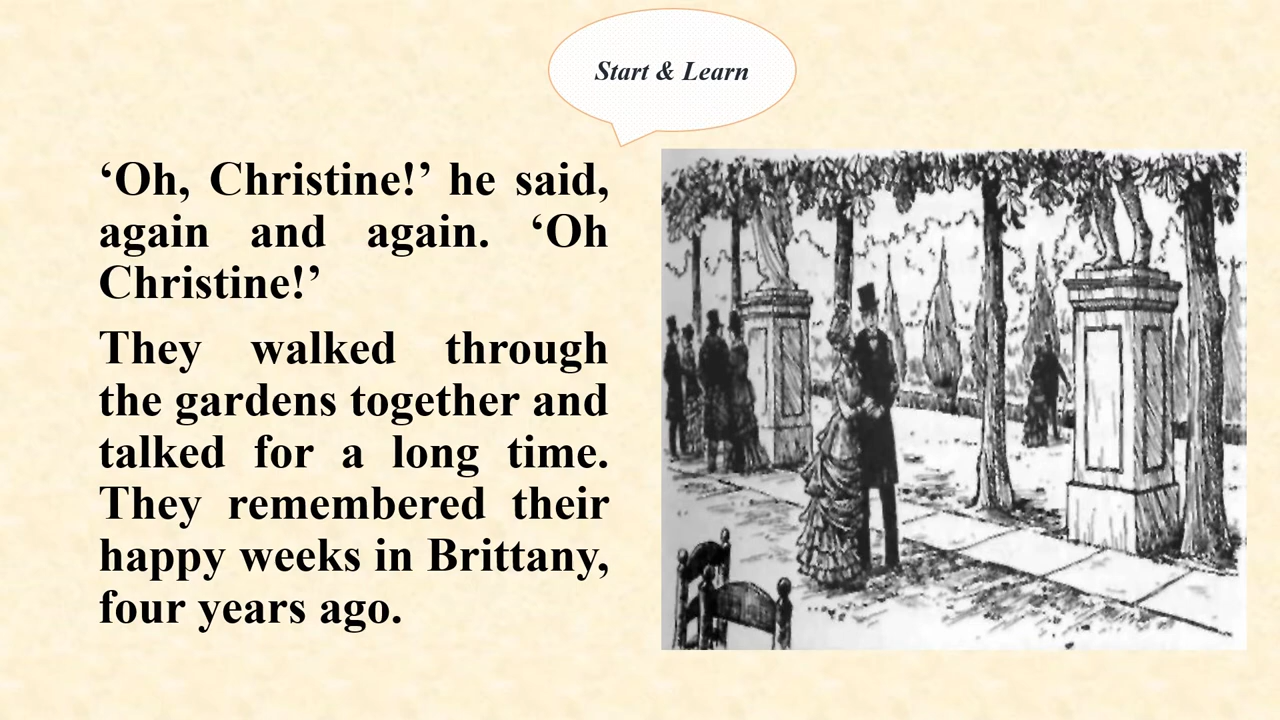 Start & Learn
‘Oh, Christine!’ he said,
again and again. ‘Oh
Christine!’
They walked through
the gardens together and
talked for a long time.
They remembered their
happy weeks in Brittany,
four years ago.